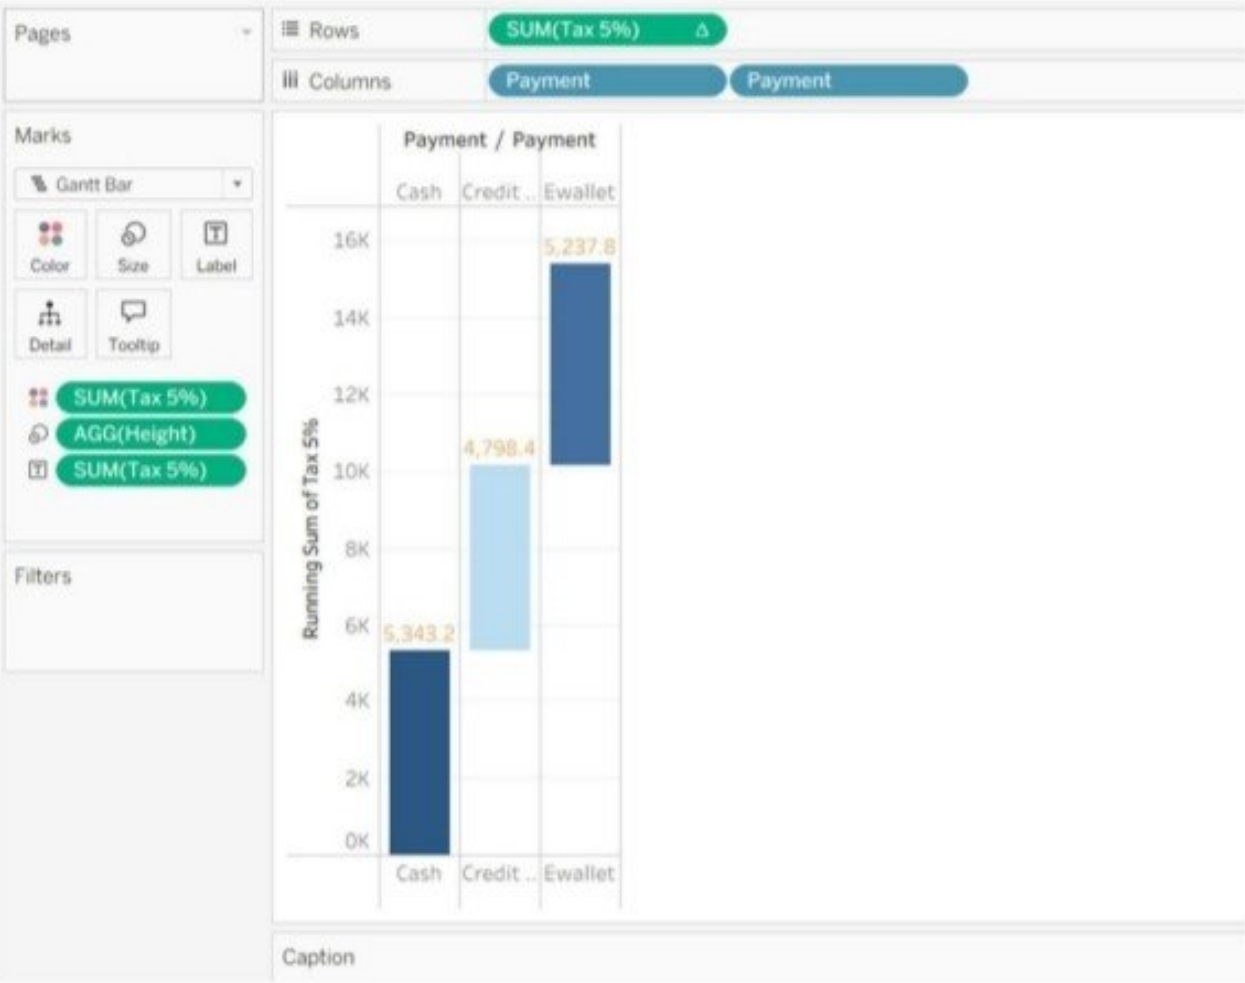 Pages
Rows SUM(Tax 5%) Δ
Columns Payment Payment
Marks
Gantt Bar
Color Size Label
Detail Tooltip
SUM(Tax 5%)
AGG(Height)
SUM(Tax 5%)
Filters
Payment / Payment
Cash Credit .. Ewallet
Running Sum of Tax 5%
16K
5,237.8
14K
12K
4,798.4
10K
8K
6K
5,343.2
4K
2K
0K
Cash Credit .. Ewallet
Caption